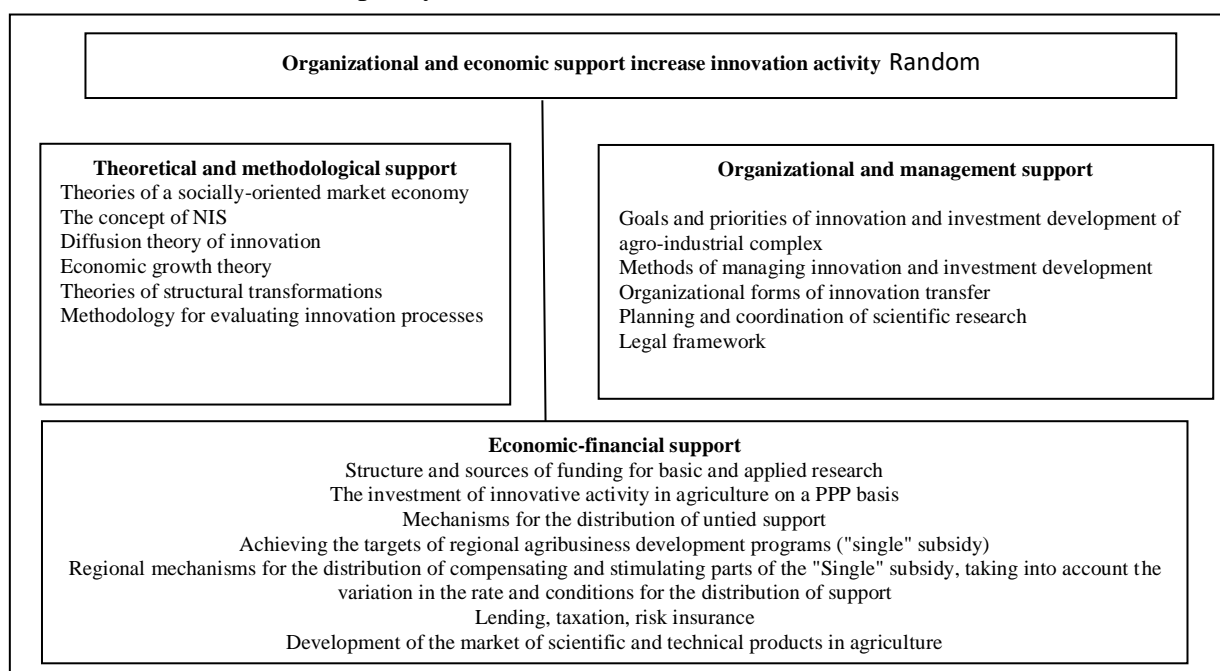 Organizational and economic support increase innovation activity Random
Theoretical and methodological support
Theories of a socially-oriented market economy
The concept of NIS
Diffusion theory of innovation
Economic growth theory
Theories of structural transformations
Methodology for evaluating innovation processes
Organizational and management support
Goals and priorities of innovation and investment development of
agro-industrial complex
Methods of managing innovation and investment development
Organizational forms of innovation transfer
Planning and coordination of scientific research
Legal framework
Economic-financial support
Structure and sources of funding for basic and applied research
The investment of innovative activity in agriculture on a PPP basis
Mechanisms for the distribution of untied support
Achieving the targets of regional agribusiness development programs ("single" subsidy)
Regional mechanisms for the distribution of compensating and stimulating parts of the "Single" subsidy, taking into account the
variation in the rate and conditions for the distribution of support
Lending, taxation, risk insurance
Development of the market of scientific and technical products in agriculture